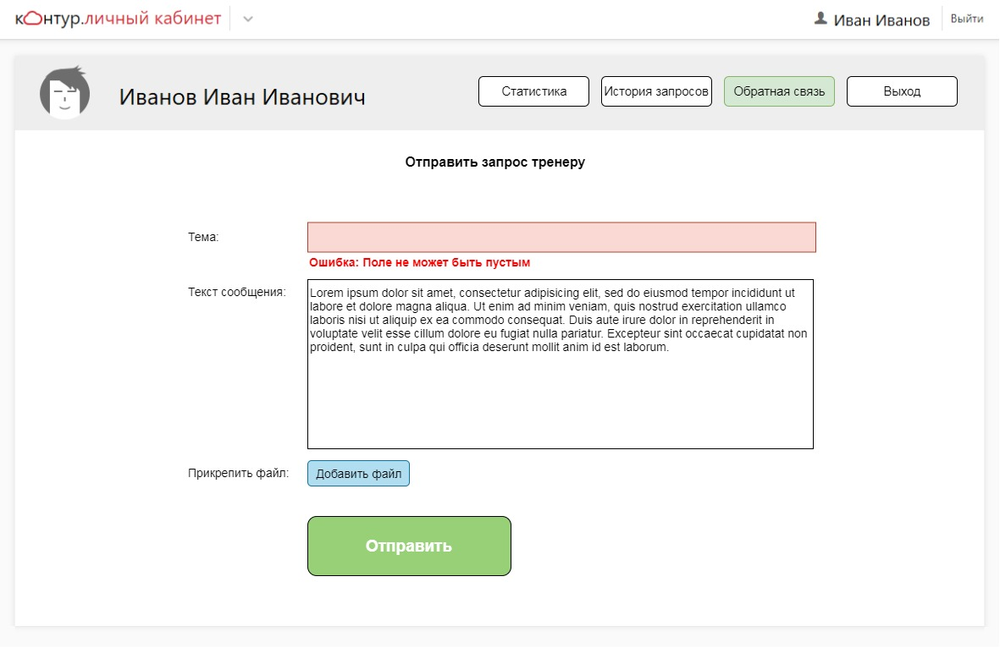 контур.личный кабинет
Иван Иванов
Выйти
Иванов Иван Иванович
Статистика
История запросов
Обратная связь
Выход
Отправить запрос тренеру
Тема:
Ошибка: Поле не может быть пустым
Текст сообщения:
Lorem ipsum dolor sit amet, consectetur adipisicing elit, sed do eiusmod tempor incididunt ut
labore et dolore magna aliqua. Ut enim ad minim veniam, quis nostrud exercitation ullamco
laboris nisi ut aliquip ex ea commodo consequat. Duis aute irure dolor in reprehenderit in
voluptate velit esse cillum dolore eu fugiat nulla pariatur. Excepteur sint occaecat cupidatat non
proident, sunt in culpa qui officia deserunt mollit anim id est laborum.
Прикрепить файл:
Добавить файл
Отправить